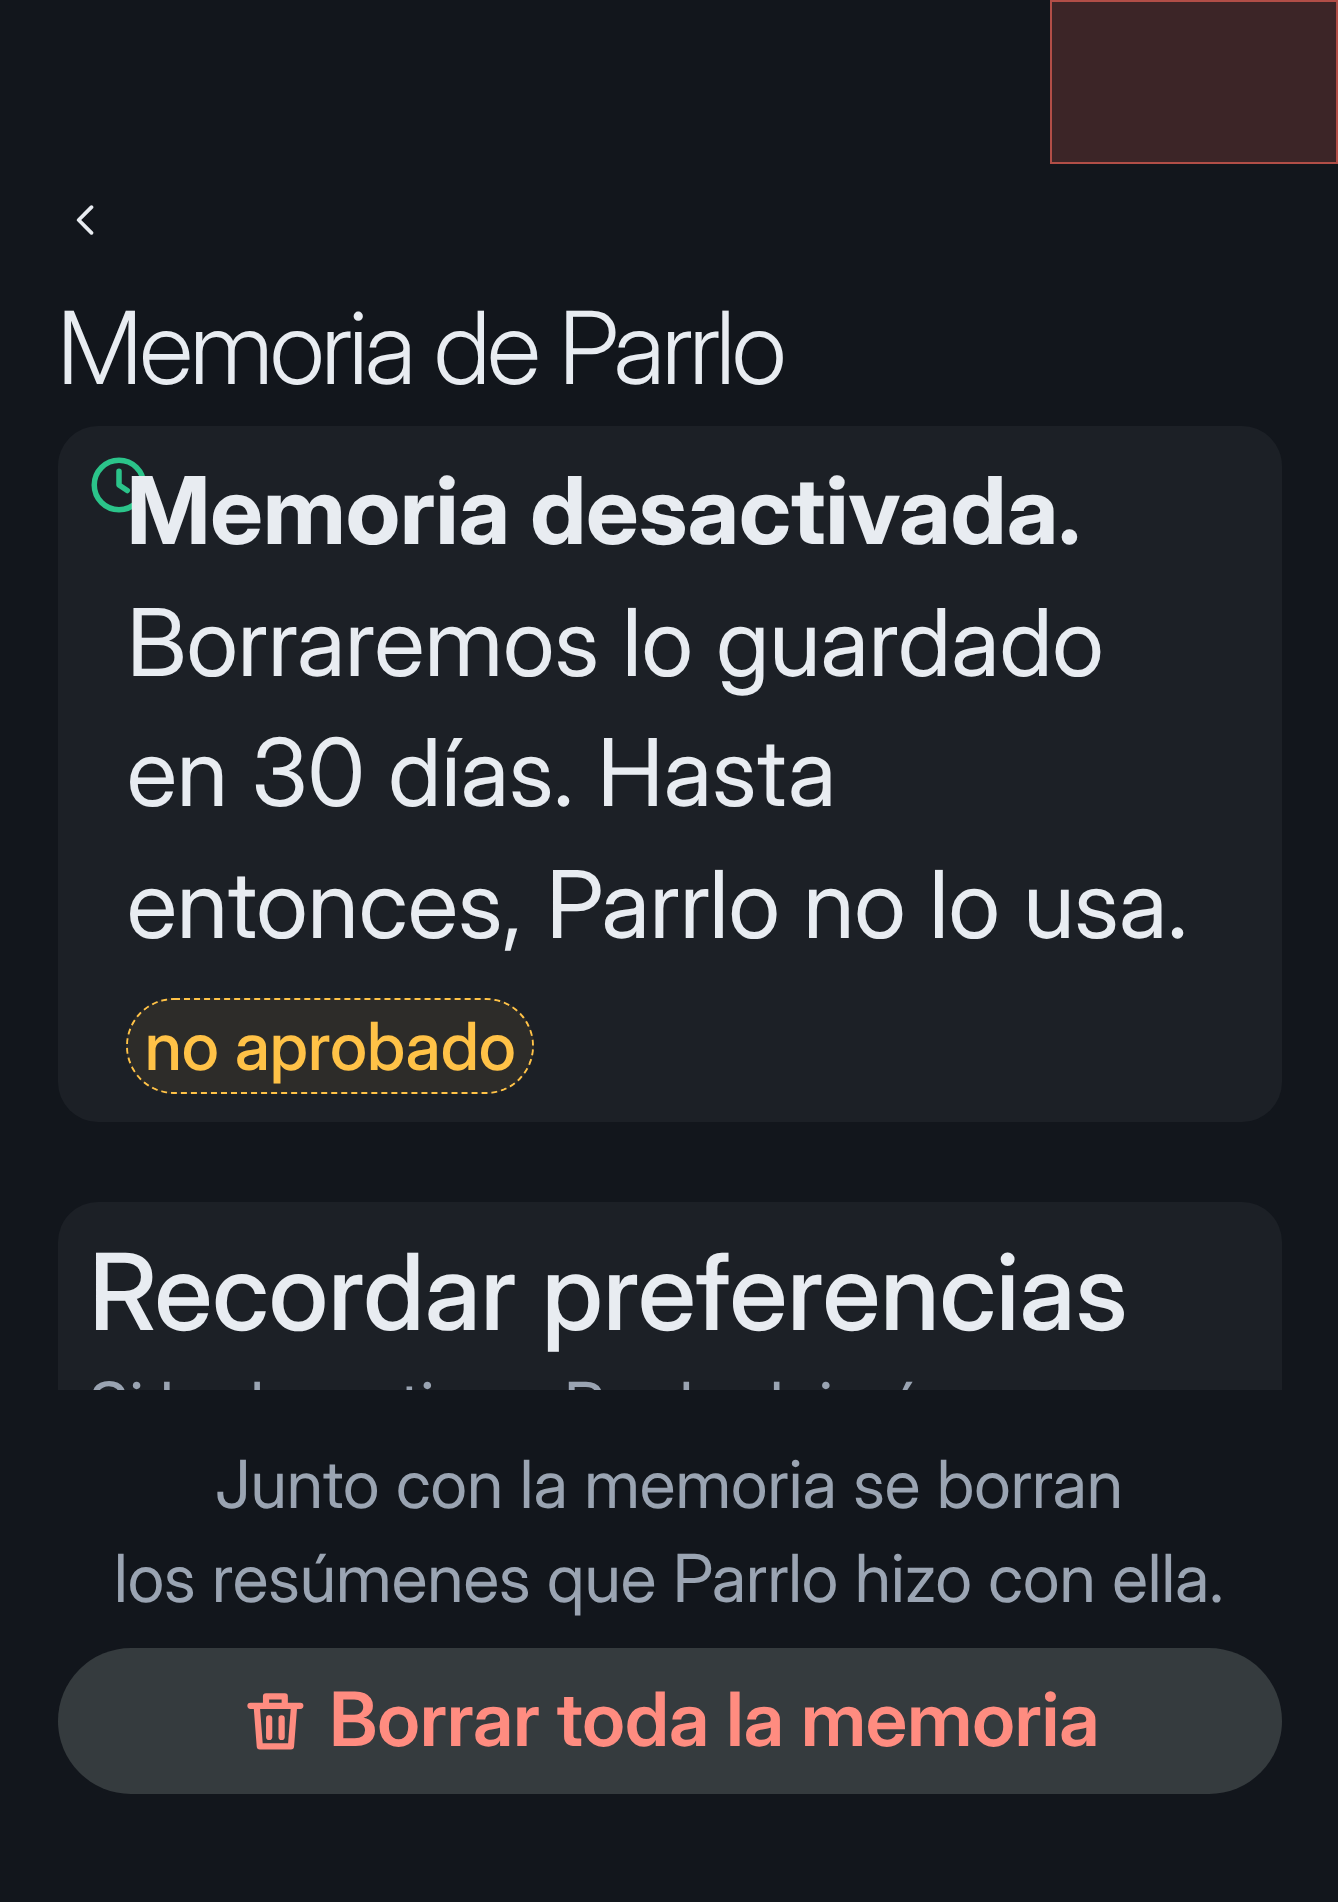 Memoria de Parrlo
Memoria desactivada.
Borraremos lo guardado
en 30 días. Hasta
entonces, Parrlo no lo usa.
no aprobado
Recordar preferencias
Junto con la memoria se borran
los resúmenes que Parrlo hizo con ella.
Borrar toda la memoria